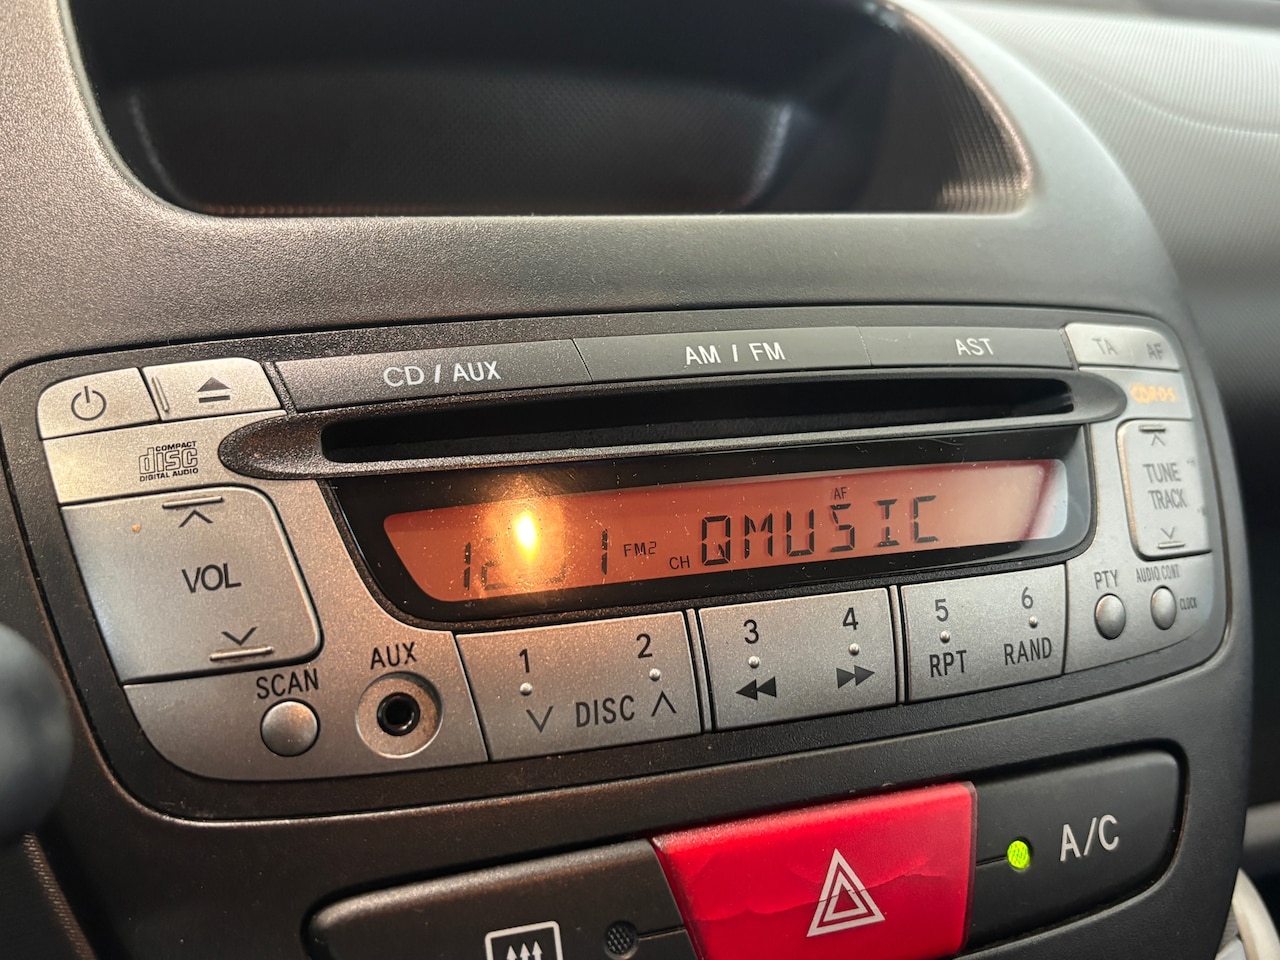 CD / AUX
AM / FM
AST
TA
AF
COMPACT
disc
DIGITAL AUDIO
VOL
FM2
CH
AF
QMUSIC
TUNE
TRACK
SCAN
AUX
1
2
DISC
3
4
5
RPT
6
RAND
PTY
AUDIO CONT
CLOCK
A/C